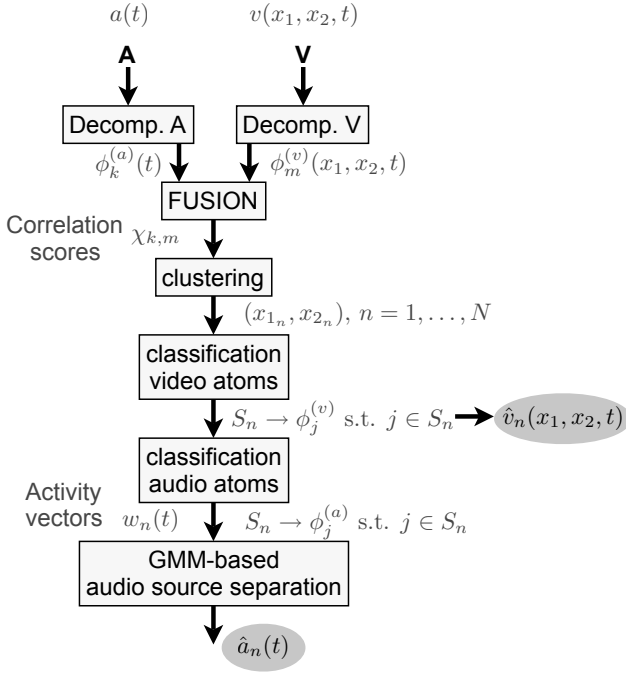 a(t) v(x₁, x₂, t)
A V
Decomp. A Decomp. V
ϕₖ⁽ᵃ⁾(t) ϕₘ⁽ᵛ⁾(x₁, x₂, t)
FUSION
Correlation
scores
χₖ,ₘ
clustering
(x₁ₙ, x₂ₙ), n = 1, . . . , N
classification
video atoms
Sₙ → ϕⱼ⁽ᵛ⁾ s.t. j ∈ Sₙ v̂ₙ(x₁, x₂, t)
classification
audio atoms
Activity
vectors wₙ(t) Sₙ → ϕⱼ⁽ᵃ⁾ s.t. j ∈ Sₙ
GMM-based
audio source separation
âₙ(t)